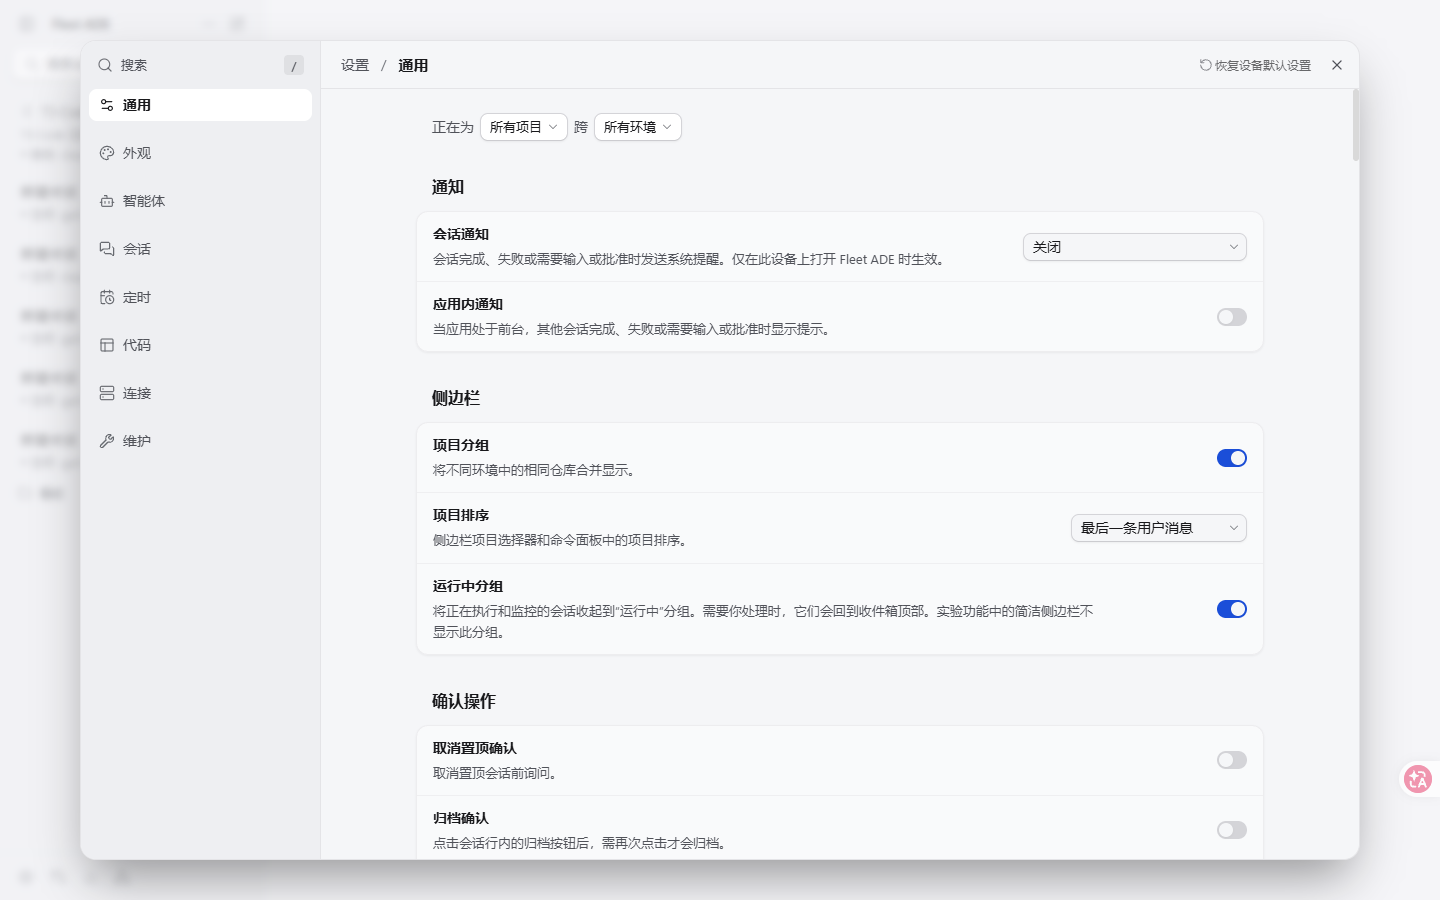 搜索
/
通用
外观
智能体
会话
定时
代码
连接
维护
设置 / 通用
恢复设备默认设置
正在为 所有项目 跨 所有环境
通知
会话通知
会话完成、失败或需要输入或批准时发送系统提醒。仅在此设备上打开 Fleet ADE 时生效。
关闭
应用内通知
当应用处于前台，其他会话完成、失败或需要输入或批准时显示提示。
侧边栏
项目分组
将不同环境中的相同仓库合并显示。
项目排序
侧边栏项目选择器和命令面板中的项目排序。
最后一条用户消息
运行中分组
将正在执行和监控的会话收起到“运行中”分组。需要你处理时，它们会回到收件箱顶部。实验功能中的简洁侧边栏不
显示此分组。
确认操作
取消置顶确认
取消置顶会话前询问。
归档确认
点击会话行内的归档按钮后，需再次点击才会归档。